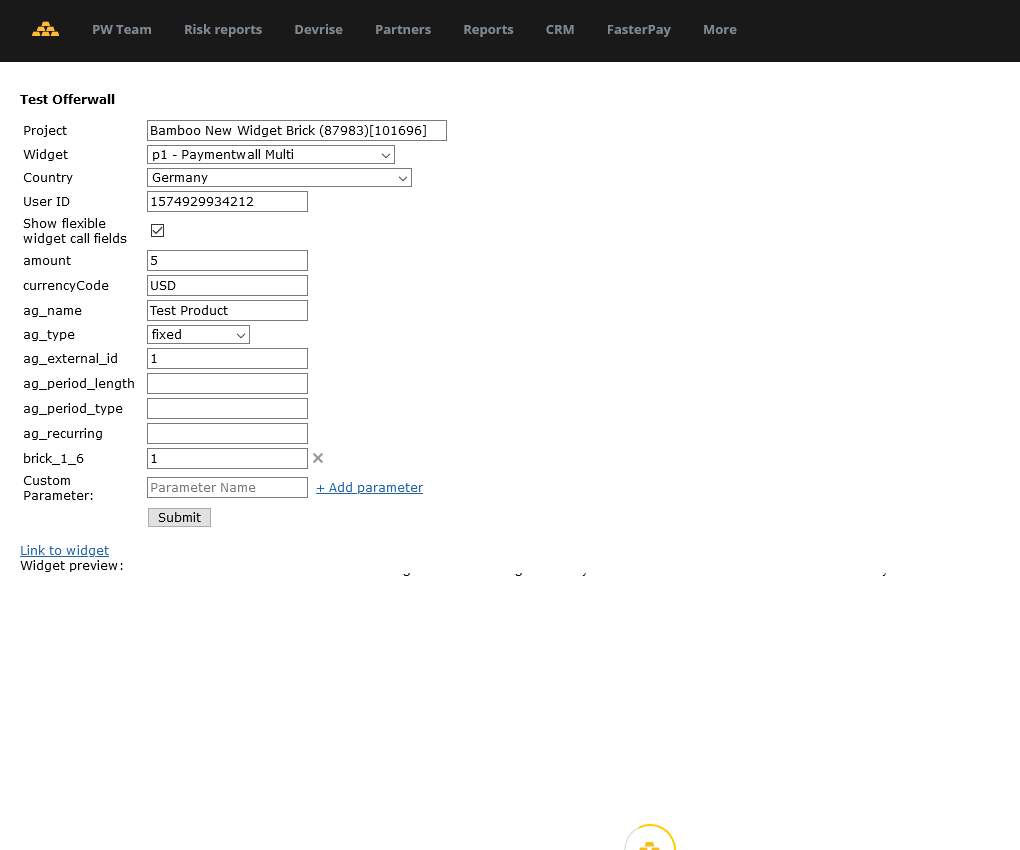 PW Team Risk reports Devrise Partners Reports CRM FasterPay More
Test Offerwall
Project Bamboo New Widget Brick (87983)[101696]
Widget p1 - Paymentwall Multi
Country Germany
User ID 1574929934212
Show flexible
widget call fields
amount 5
currencyCode USD
ag_name Test Product
ag_type fixed
ag_external_id 1
ag_period_length
ag_period_type
ag_recurring
brick_1_6 1
Custom
Parameter: Parameter Name + Add parameter
Submit
Link to widget
Widget preview: